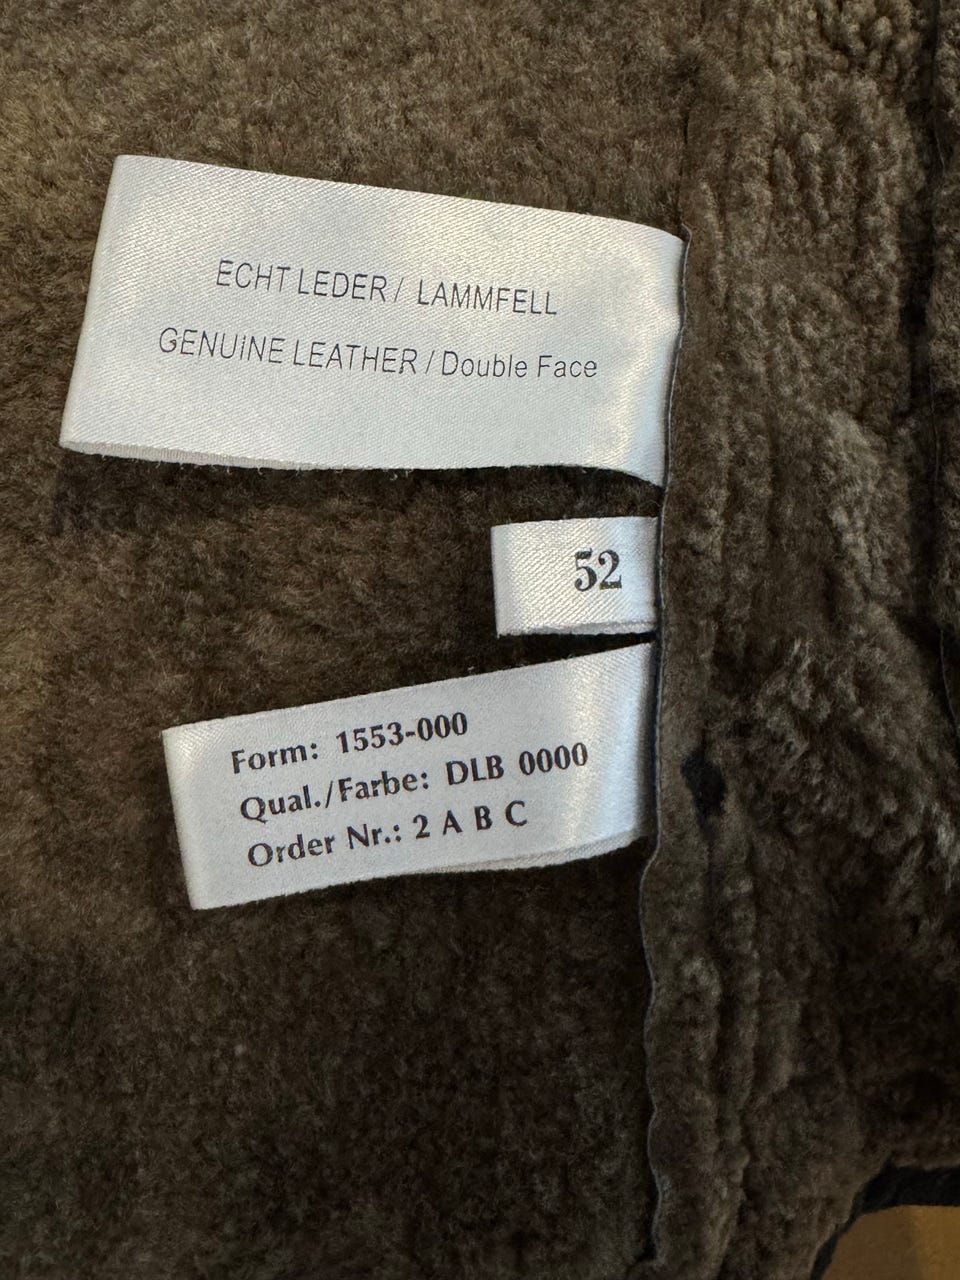 ECHT LEDER / LAMMFELL
GENUiNE LEATHER / Double Face
52
Form: 1553-000
Qual./Farbe: DLB 0000
Order Nr.: 2 A B C